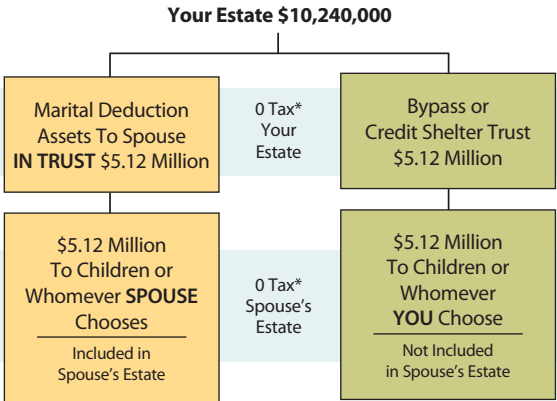 Your Estate $10,240,000
Marital Deduction
Assets To Spouse
IN TRUST $5.12 Million
0 Tax*
Your
Estate
Bypass or
Credit Shelter Trust
$5.12 Million
$5.12 Million
To Children or
Whomever SPOUSE
Chooses
Included in
Spouse's Estate
0 Tax*
Spouse's
Estate
$5.12 Million
To Children or
Whomever
YOU Choose
Not Included
in Spouse's Estate